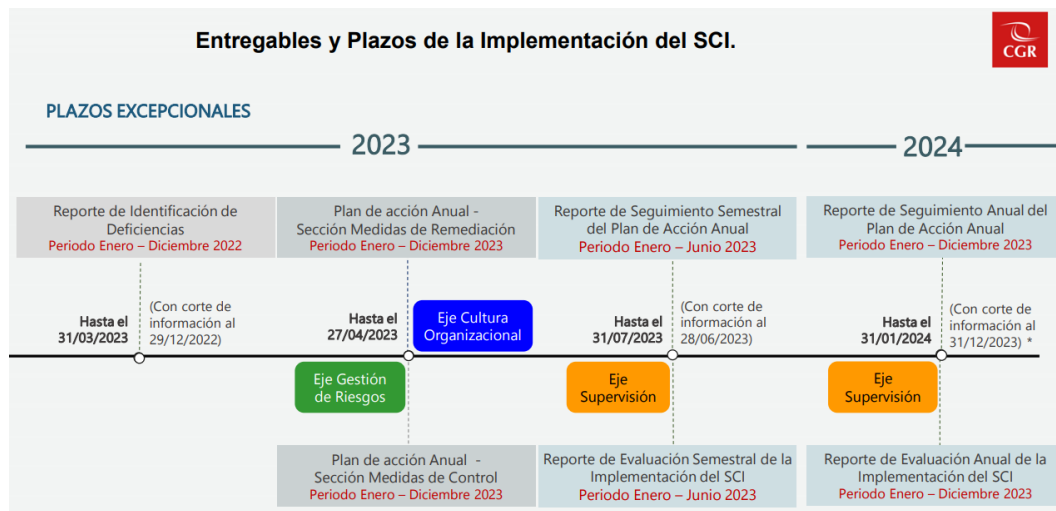 Entregables y Plazos de la Implementación del SCI.
CGR
PLAZOS EXCEPCIONALES
2023
2024
Reporte de Identificación de
Deficiencias
Periodo Enero – Diciembre 2022
Plan de acción Anual -
Sección Medidas de Remediación
Periodo Enero – Diciembre 2023
Reporte de Seguimiento Semestral
del Plan de Acción Anual
Periodo Enero – Junio 2023
Reporte de Seguimiento Anual del
Plan de Acción Anual
Periodo Enero – Diciembre 2023
Hasta el
31/03/2023
(Con corte de
información al
29/12/2022)
Hasta el
27/04/2023
Eje Cultura
Organizacional
Hasta el
31/07/2023
(Con corte de
información al
28/06/2023)
Hasta el
31/01/2024
(Con corte de
información al
31/12/2023) *
Eje Gestión
de Riesgos
Eje
Supervisión
Eje
Supervisión
Plan de acción Anual -
Sección Medidas de Control
Periodo Enero – Diciembre 2023
Reporte de Evaluación Semestral de la
Implementación del SCI
Periodo Enero – Junio 2023
Reporte de Evaluación Anual de la
Implementación del SCI
Periodo Enero – Diciembre 2023